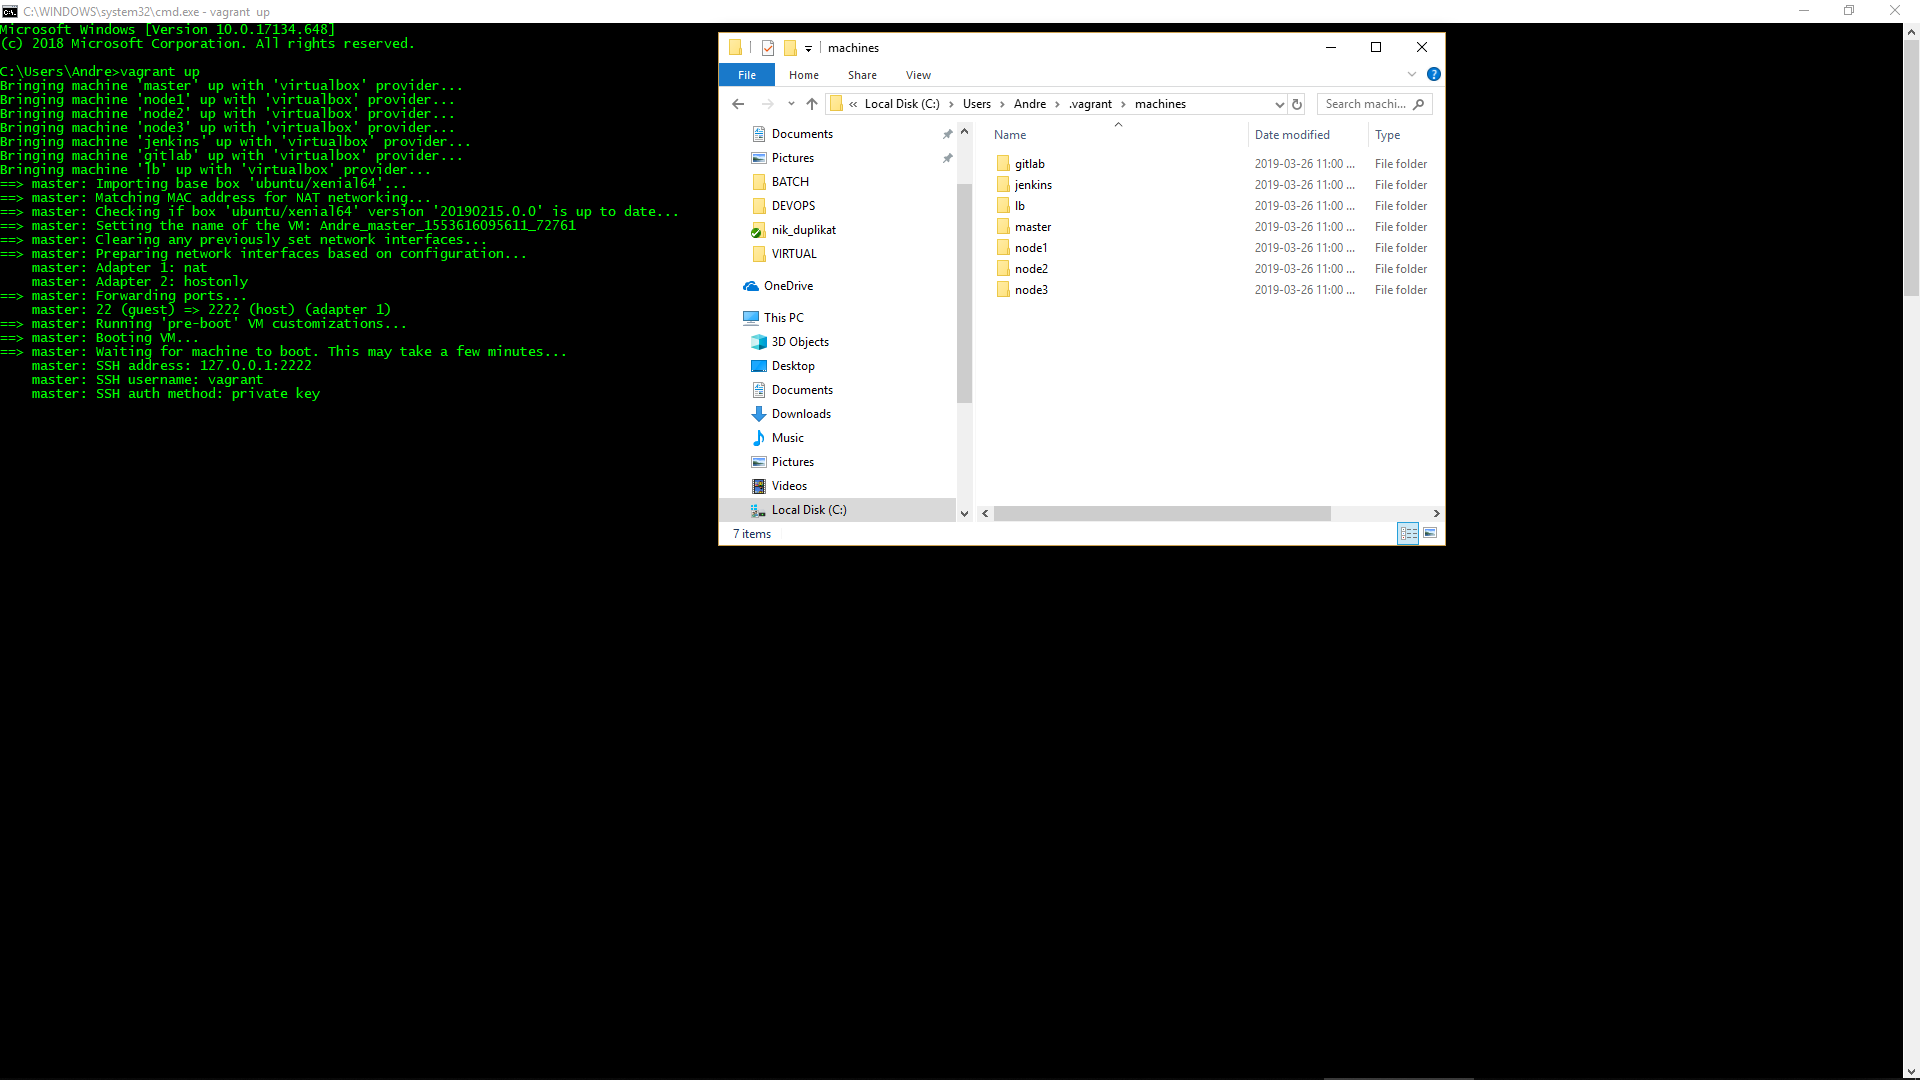 C:\WINDOWS\system32\cmd.exe - vagrant  up
Microsoft Windows [Version 10.0.17134.648]
(c) 2018 Microsoft Corporation. All rights reserved.
C:\Users\Andre>vagrant up
Bringing machine 'master' up with 'virtualbox' provider...
Bringing machine 'node1' up with 'virtualbox' provider...
Bringing machine 'node2' up with 'virtualbox' provider...
Bringing machine 'node3' up with 'virtualbox' provider...
Bringing machine 'jenkins' up with 'virtualbox' provider...
Bringing machine 'gitlab' up with 'virtualbox' provider...
Bringing machine 'lb' up with 'virtualbox' provider...
==> master: Importing base box 'ubuntu/xenial64'...
==> master: Matching MAC address for NAT networking...
==> master: Checking if box 'ubuntu/xenial64' version '20190215.0.0' is up to date...
==> master: Setting the name of the VM: Andre_master_1553616095611_72761
==> master: Clearing any previously set network interfaces...
==> master: Preparing network interfaces based on configuration...
    master: Adapter 1: nat
    master: Adapter 2: hostonly
==> master: Forwarding ports...
    master: 22 (guest) => 2222 (host) (adapter 1)
==> master: Running 'pre-boot' VM customizations...
==> master: Booting VM...
==> master: Waiting for machine to boot. This may take a few minutes...
    master: SSH address: 127.0.0.1:2222
    master: SSH username: vagrant
    master: SSH auth method: private key
machines
File Home Share View
« Local Disk (C:) › Users › Andre › .vagrant › machines
Search machi...
Documents
Pictures
BATCH
DEVOPS
nik_duplikat
VIRTUAL
OneDrive
This PC
3D Objects
Desktop
Documents
Downloads
Music
Pictures
Videos
Local Disk (C:)
Name Date modified Type
gitlab 2019-03-26 11:00 ... File folder
jenkins 2019-03-26 11:00 ... File folder
lb 2019-03-26 11:00 ... File folder
master 2019-03-26 11:00 ... File folder
node1 2019-03-26 11:00 ... File folder
node2 2019-03-26 11:00 ... File folder
node3 2019-03-26 11:00 ... File folder
7 items